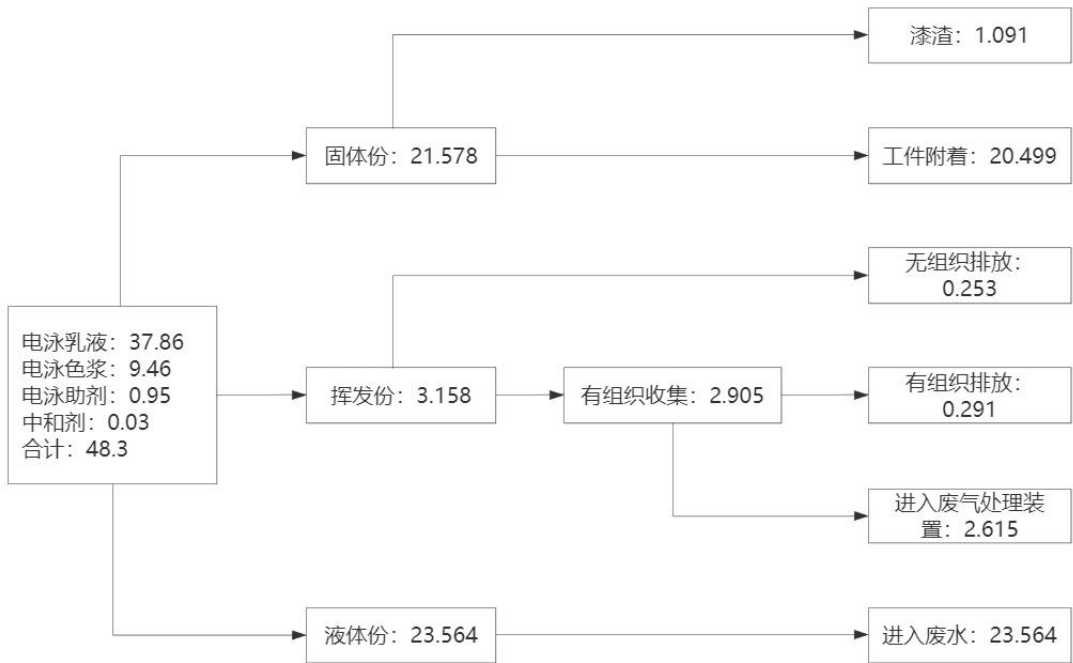 漆渣：1.091
固体份：21.578
工件附着：20.499
无组织排放：
0.253
电泳乳液：37.86
电泳色浆：9.46
电泳助剂：0.95
中和剂：0.03
合计：48.3
挥发份：3.158
有组织收集：2.905
有组织排放：
0.291
进入废气处理装
置：2.615
液体份：23.564
进入废水：23.564